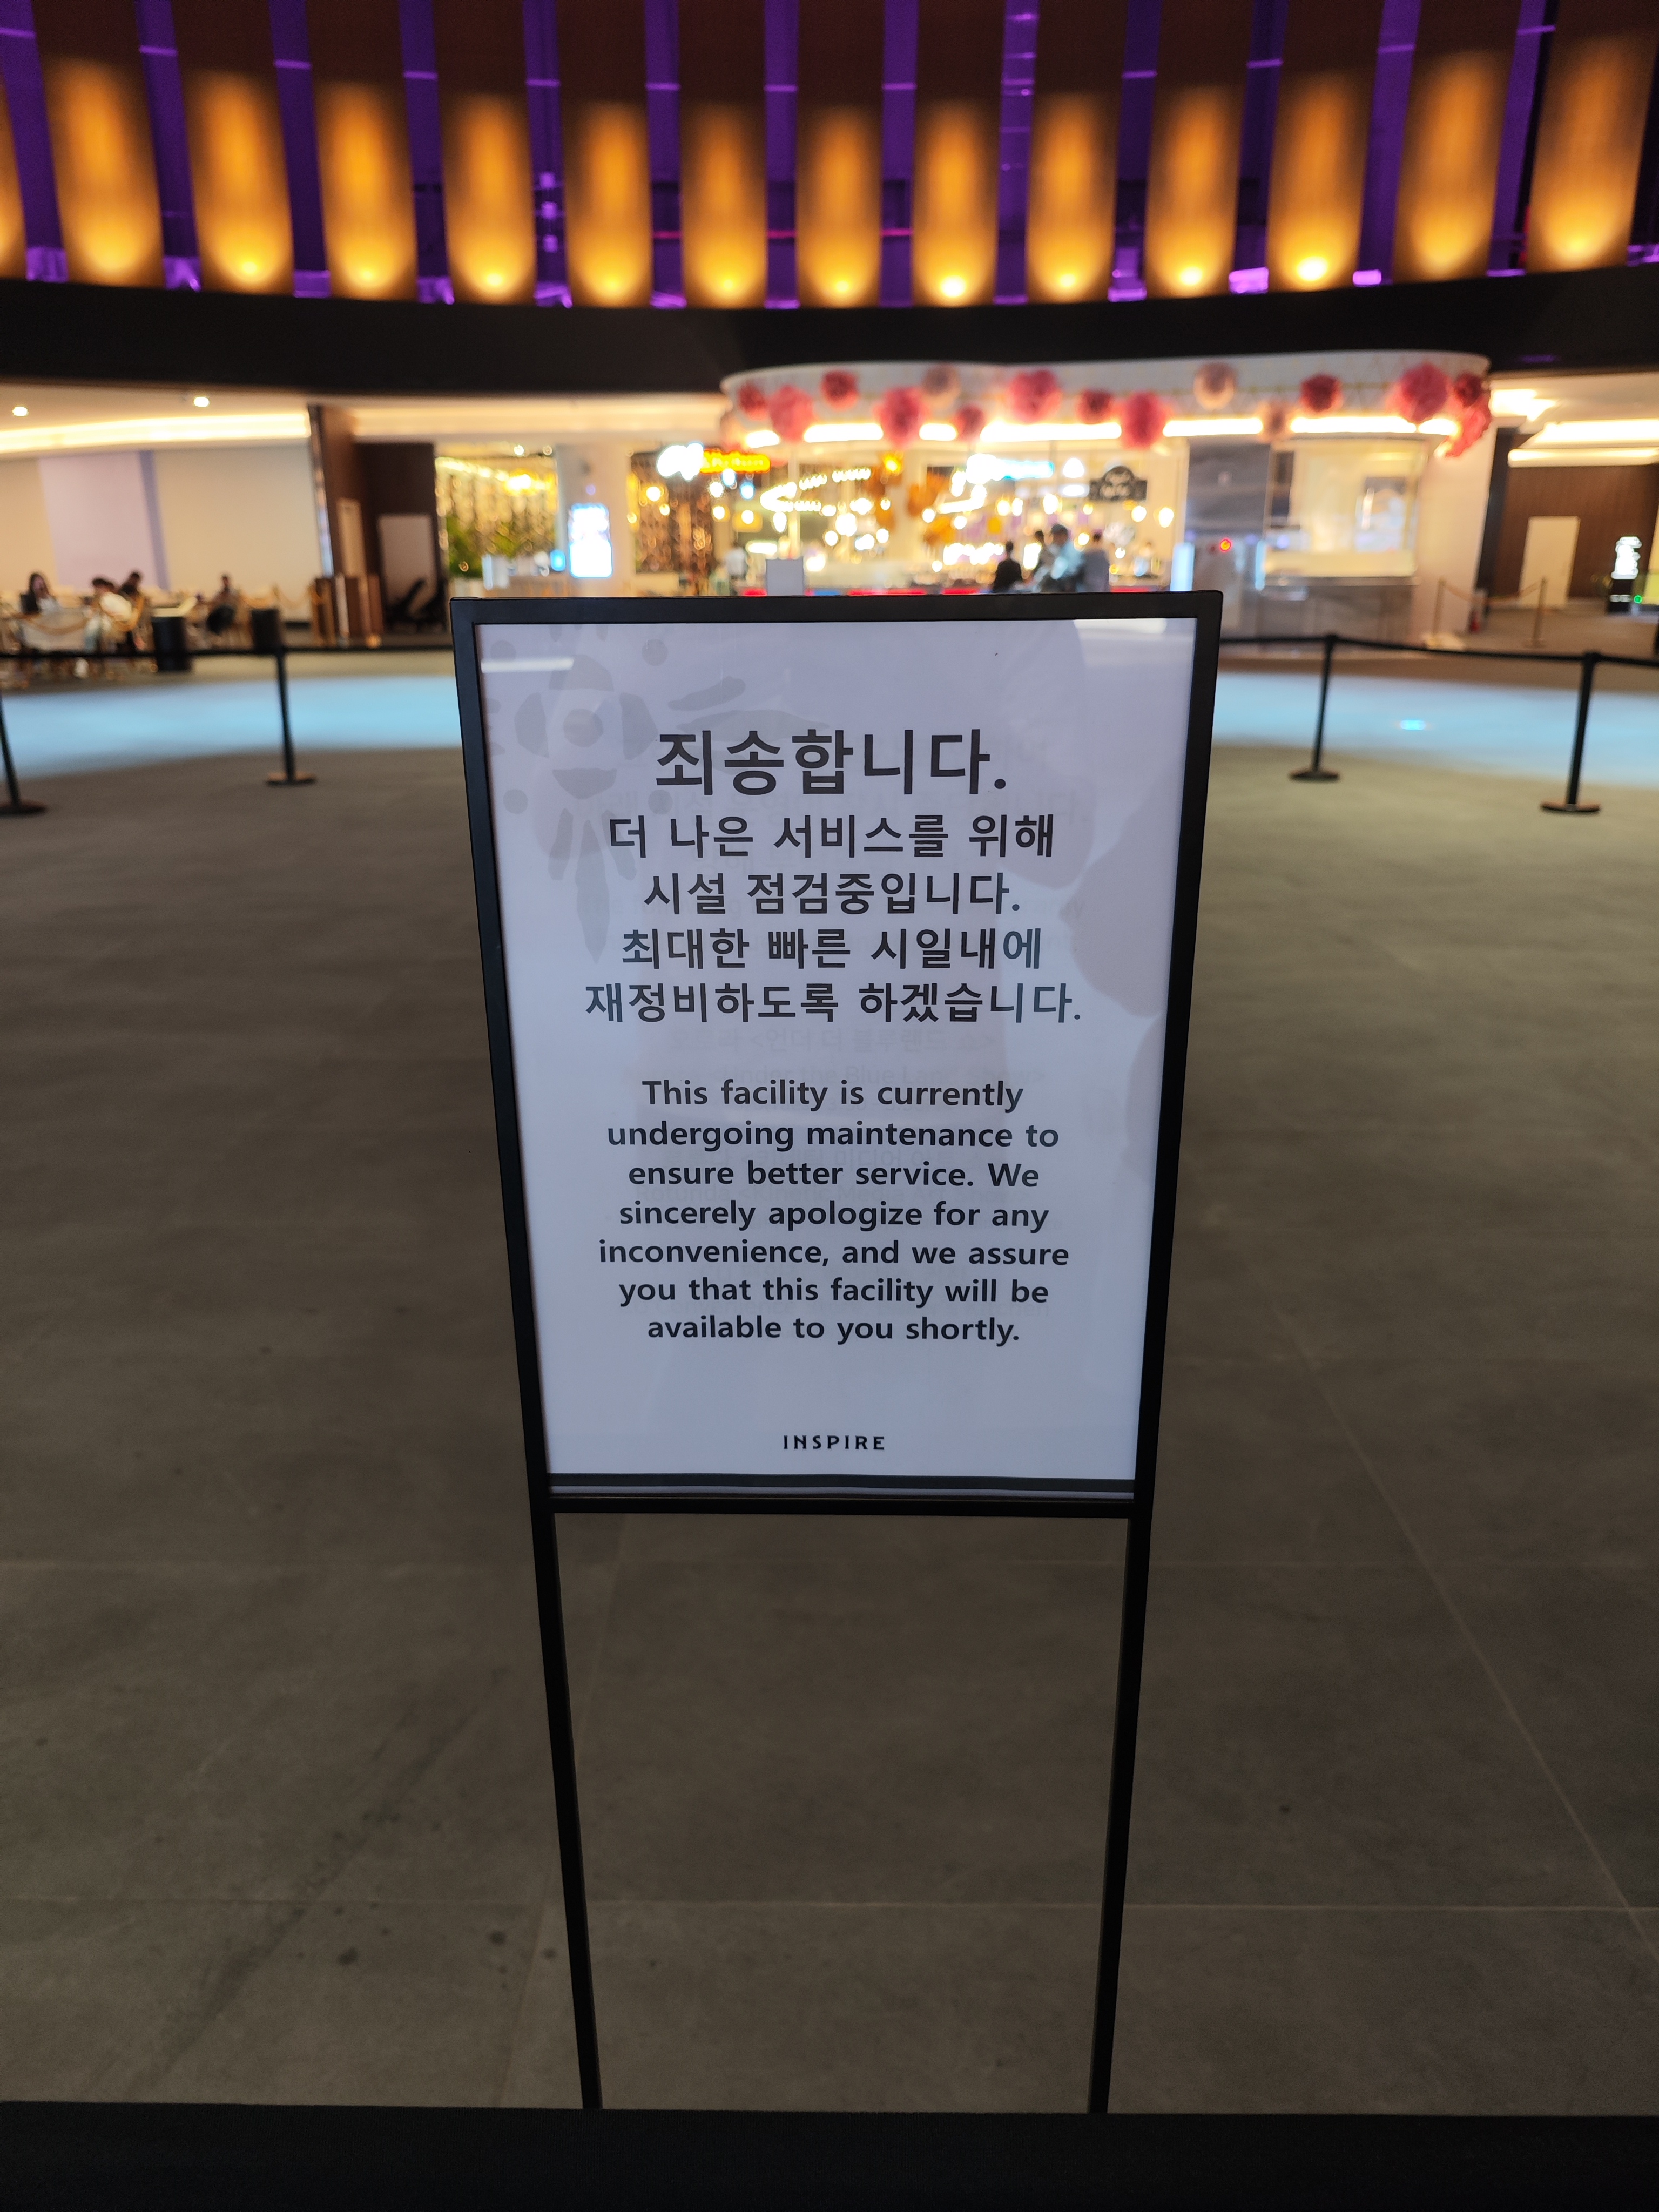 죄송합니다.
더 나은 서비스를 위해
시설 점검중입니다.
최대한 빠른 시일내에
재정비하도록 하겠습니다.
This facility is currently
undergoing maintenance to
ensure better service. We
sincerely apologize for any
inconvenience, and we assure
you that this facility will be
available to you shortly.
INSPIRE